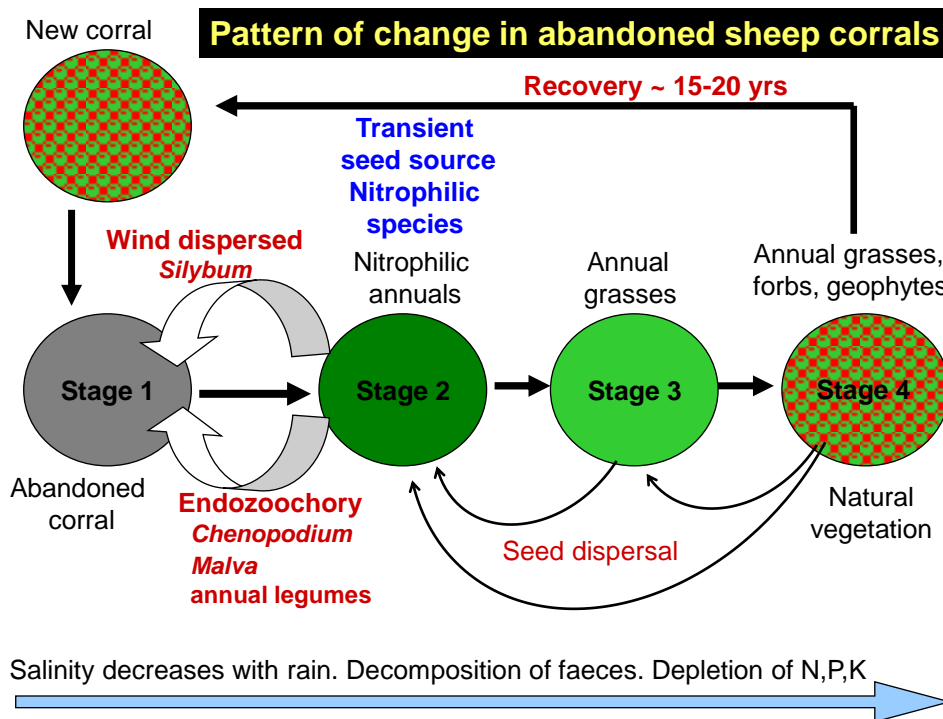 New corral
Pattern of change in abandoned sheep corrals
Recovery ~ 15-20 yrs
Transient
seed source
Nitrophilic
species
Wind dispersed
Silybum
Nitrophilic
annuals
Annual
grasses
Annual grasses,
forbs, geophytes
Stage 1
Stage 2
Stage 3
Stage 4
Abandoned
corral
Endozoochory
Chenopodium
Malva
annual legumes
Seed dispersal
Natural
vegetation
Salinity decreases with rain. Decomposition of faeces. Depletion of N,P,K